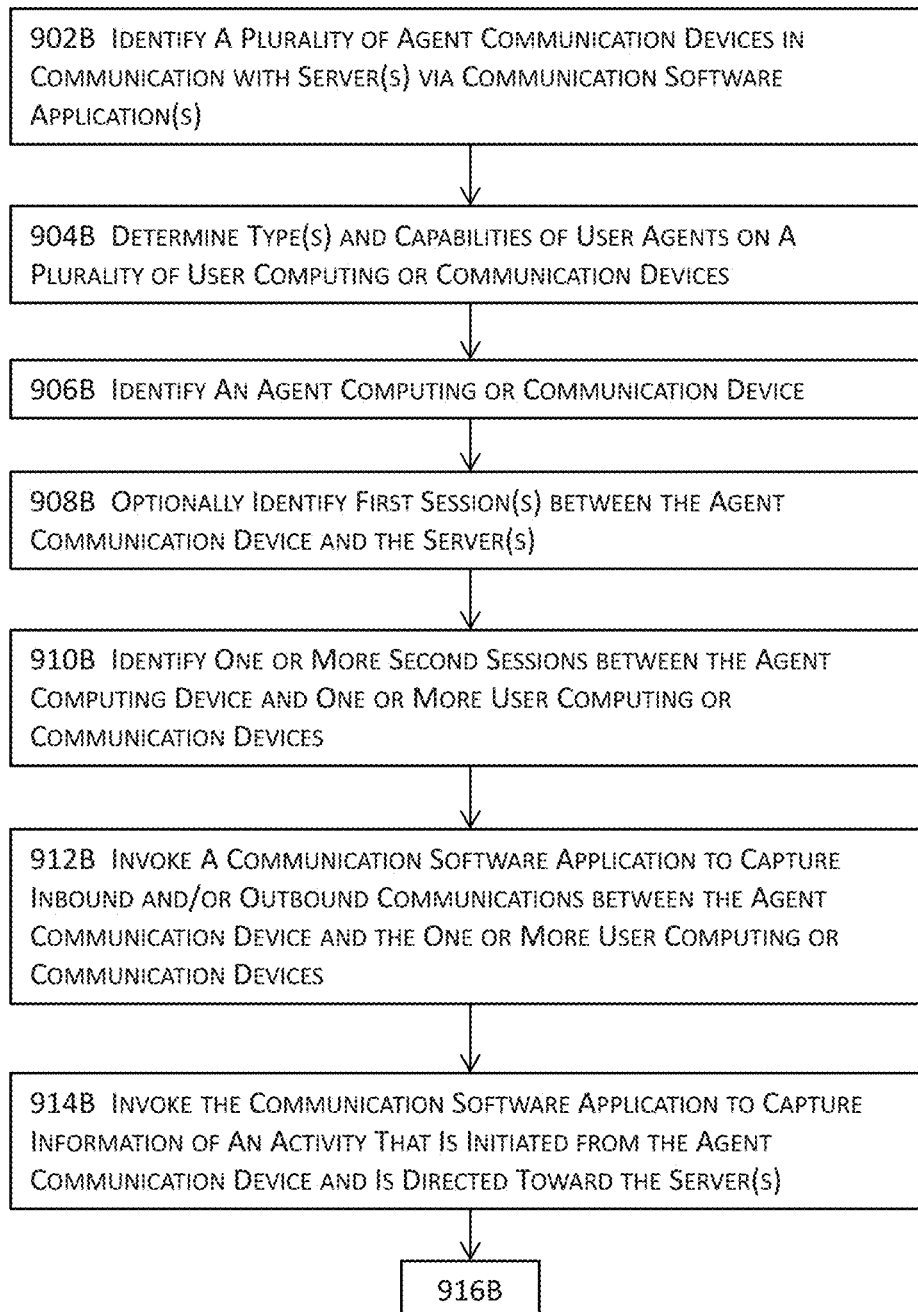 902B IDENTIFY A PLURALITY OF AGENT COMMUNICATION DEVICES IN
COMMUNICATION WITH SERVER(S) VIA COMMUNICATION SOFTWARE
APPLICATION(S)
904B DETERMINE TYPE(S) AND CAPABILITIES OF USER AGENTS ON A
PLURALITY OF USER COMPUTING OR COMMUNICATION DEVICES
906B IDENTIFY AN AGENT COMPUTING OR COMMUNICATION DEVICE
908B OPTIONALLY IDENTIFY FIRST SESSION(S) BETWEEN THE AGENT
COMMUNICATION DEVICE AND THE SERVER(S)
910B IDENTIFY ONE OR MORE SECOND SESSIONS BETWEEN THE AGENT
COMPUTING DEVICE AND ONE OR MORE USER COMPUTING OR
COMMUNICATION DEVICES
912B INVOKE A COMMUNICATION SOFTWARE APPLICATION TO CAPTURE
INBOUND AND/OR OUTBOUND COMMUNICATIONS BETWEEN THE AGENT
COMMUNICATION DEVICE AND THE ONE OR MORE USER COMPUTING OR
COMMUNICATION DEVICES
914B INVOKE THE COMMUNICATION SOFTWARE APPLICATION TO CAPTURE
INFORMATION OF AN ACTIVITY THAT IS INITIATED FROM THE AGENT
COMMUNICATION DEVICE AND IS DIRECTED TOWARD THE SERVER(S)
916B